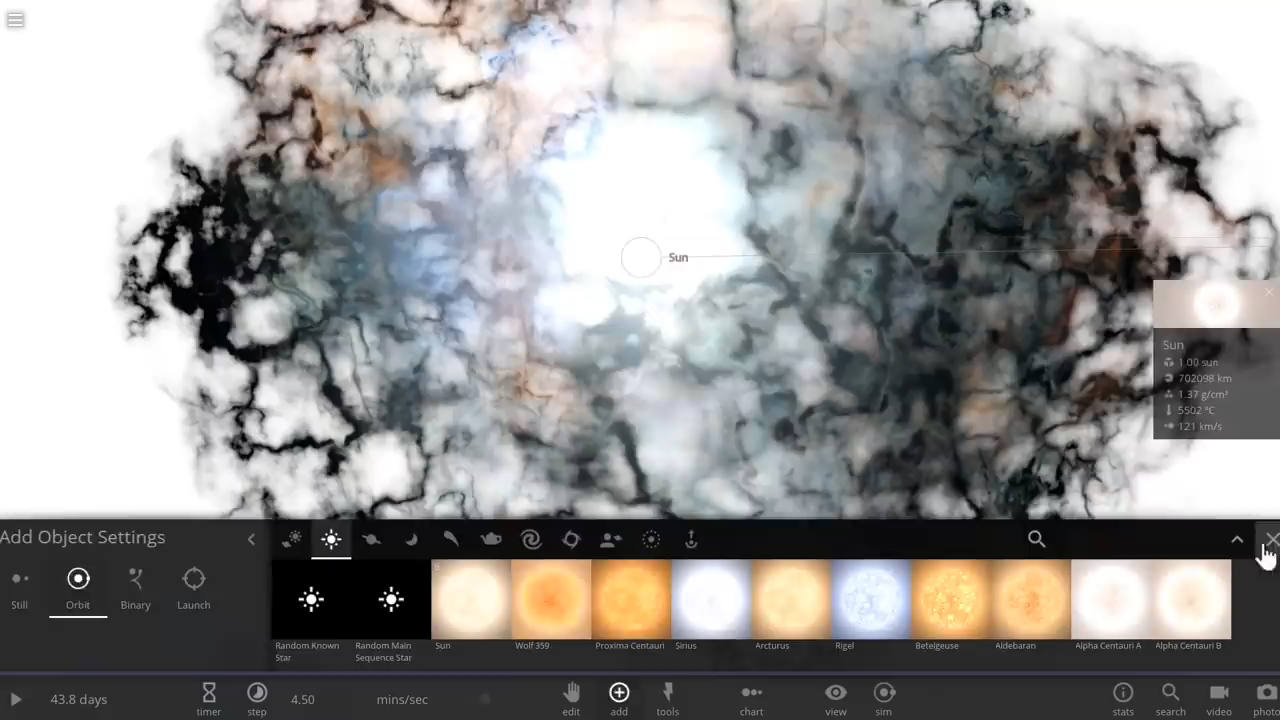 Sun
Sun
1.00 sun
702098 km
1.37 g/cm³
5502 °C
121 km/s
Add Object Settings
Still
Orbit
Binary
Launch
Random Known
Star
Random Main
Sequence Star
Sun
Wolf 359
Proxima Centauri
Sirius
Arcturus
Rigel
Betelgeuse
Aldebaran
Alpha Centauri A
Alpha Centauri B
43.8 days
timer
step
4.50
mins/sec
edit
add
tools
chart
view
sim
stats
search
video
photo